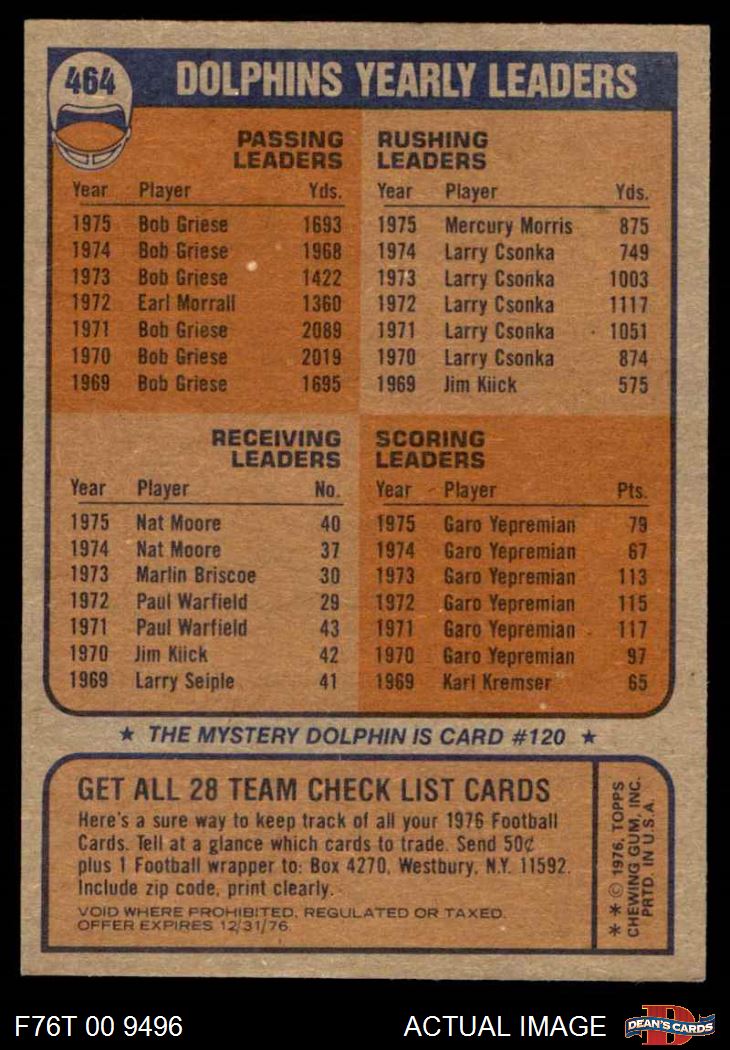 464
DOLPHINS YEARLY LEADERS
PASSING
LEADERS
Year Player Yds.
1975 Bob Griese 1693
1974 Bob Griese 1968
1973 Bob Griese 1422
1972 Earl Morrall 1360
1971 Bob Griese 2089
1970 Bob Griese 2019
1969 Bob Griese 1695
RUSHING
LEADERS
Year Player Yds.
1975 Mercury Morris 875
1974 Larry Csonka 749
1973 Larry Csonka 1003
1972 Larry Csonka 1117
1971 Larry Csonka 1051
1970 Larry Csonka 874
1969 Jim Kiick 575
RECEIVING
LEADERS
Year Player No.
1975 Nat Moore 40
1974 Nat Moore 37
1973 Marlin Briscoe 30
1972 Paul Warfield 29
1971 Paul Warfield 43
1970 Jim Kiick 42
1969 Larry Seiple 41
SCORING
LEADERS
Year Player Pts.
1975 Garo Yepremian 79
1974 Garo Yepremian 67
1973 Garo Yepremian 113
1972 Garo Yepremian 115
1971 Garo Yepremian 117
1970 Garo Yepremian 97
1969 Karl Kremser 65
★ THE MYSTERY DOLPHIN IS CARD #120 ★
GET ALL 28 TEAM CHECK LIST CARDS
Here's a sure way to keep track of all your 1976 Football
Cards. Tell at a glance which cards to trade. Send 50¢
plus 1 Football wrapper to: Box 4270, Westbury, N.Y. 11592.
Include zip code, print clearly.
VOID WHERE PROHIBITED, REGULATED OR TAXED.
OFFER EXPIRES 12/31/76.
* * © 1976, TOPPS
CHEWING GUM, INC.
PRTD. IN U.S.A.
F76T 00 9496
ACTUAL IMAGE
D
DEAN'S CARDS